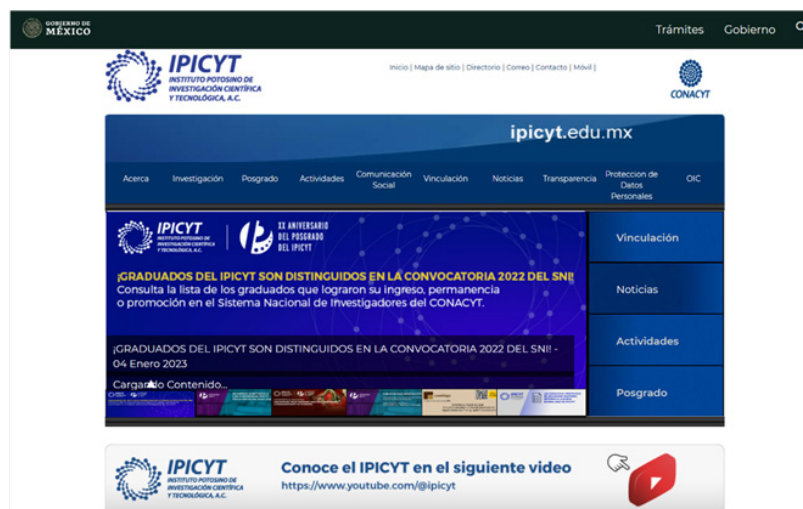 GOBIERNO DE
MÉXICO
Trámites Gobierno
IPICYT
INSTITUTO POTOSINO DE
INVESTIGACIÓN CIENTÍFICA
Y TECNOLÓGICA, A.C.
Inicio | Mapa de sitio | Directorio | Correo | Contacto | Móvil |
CONACYT
ipicyt.edu.mx
Acerca
Investigación
Posgrado
Actividades
Comunicación
Social
Vinculación
Noticias
Transparencia
Proteccion de
Datos
Personales
OIC
IPICYT
INSTITUTO POTOSINO DE
INVESTIGACIÓN CIENTÍFICA
Y TECNOLÓGICA, A.C.
XX ANIVERSARIO
DEL POSGRADO
DEL IPICYT
¡GRADUADOS DEL IPICYT SON DISTINGUIDOS EN LA CONVOCATORIA 2022 DEL SNI!
Consulta la lista de los graduados que lograron su ingreso, permanencia
o promoción en el Sistema Nacional de Investigadores del CONACYT.
¡GRADUADOS DEL IPICYT SON DISTINGUIDOS EN LA CONVOCATORIA 2022 DEL SNI! -
04 Enero 2023
Cargando Contenido...
Vinculación
Noticias
Actividades
Posgrado
IPICYT
INSTITUTO POTOSINO DE
INVESTIGACIÓN CIENTÍFICA
Y TECNOLÓGICA, A.C.
Conoce el IPICYT en el siguiente video
https://www.youtube.com/@ipicyt